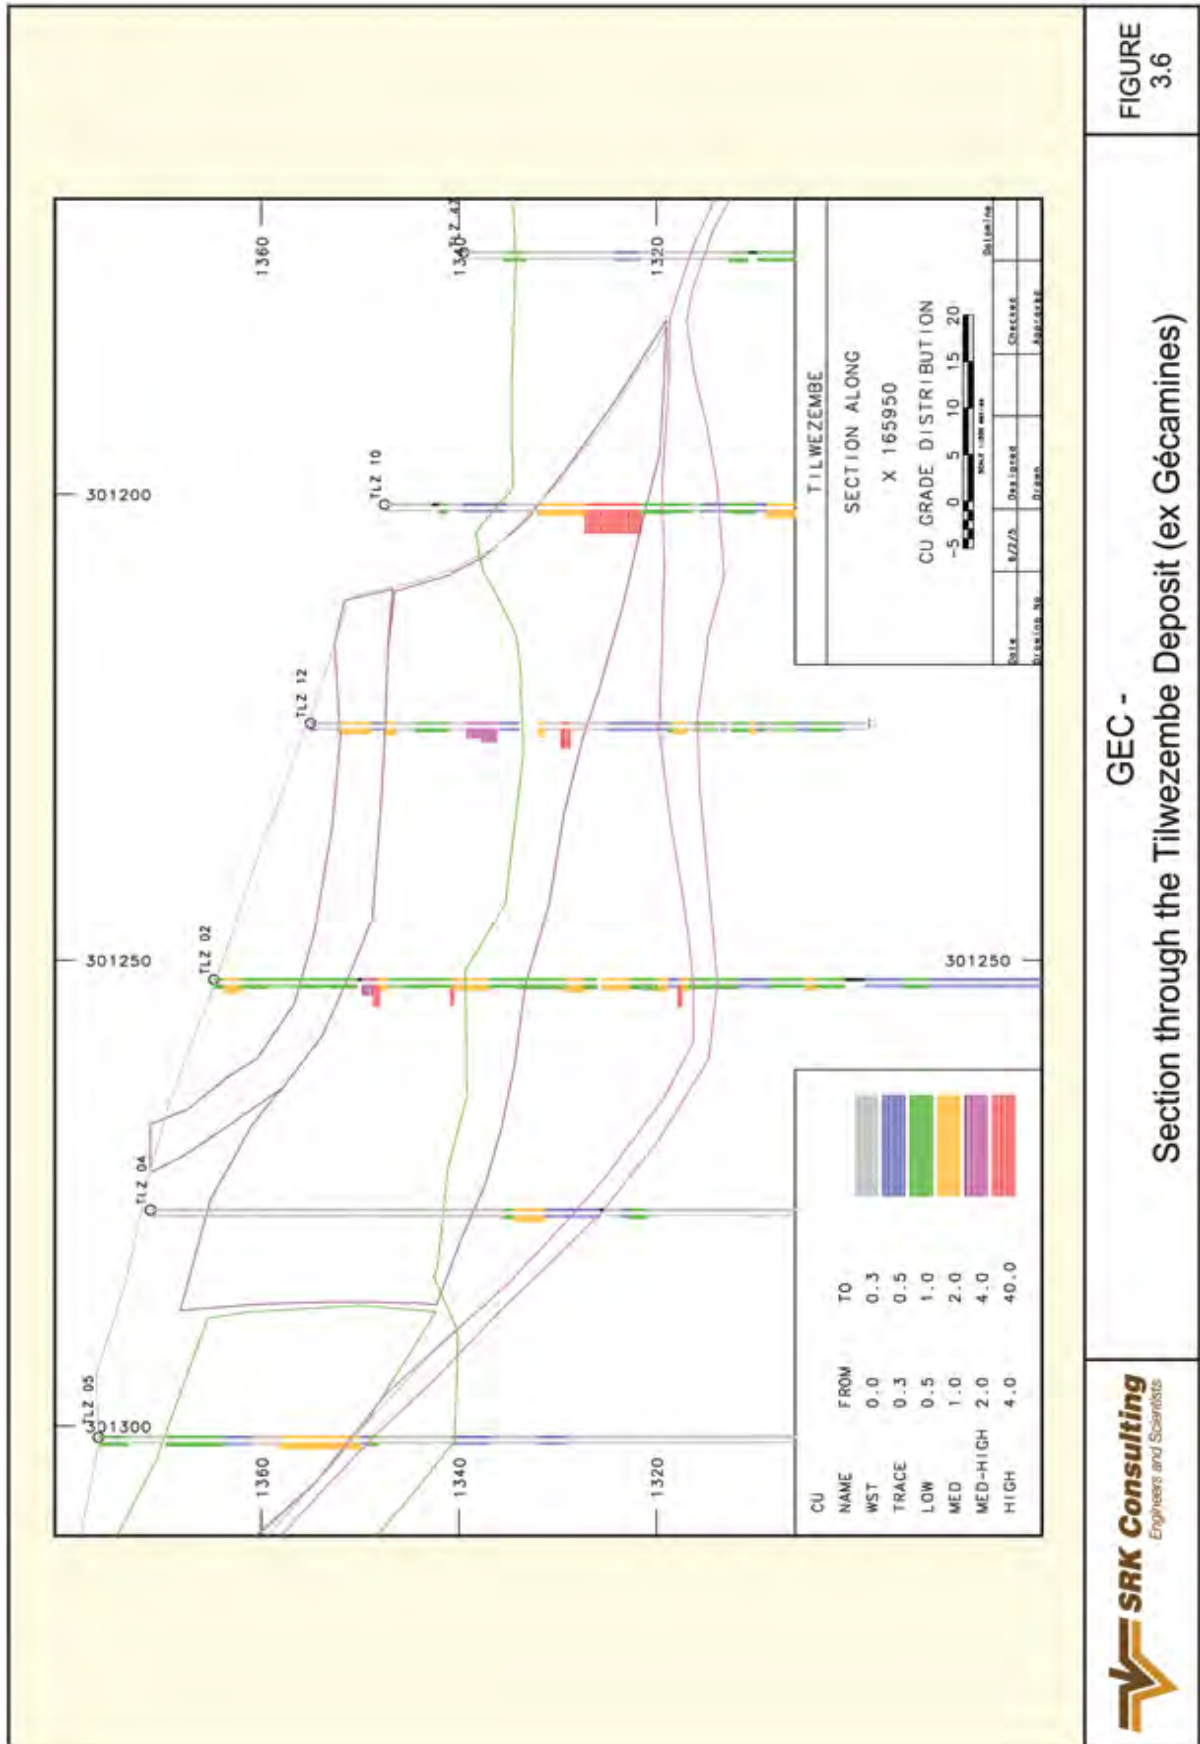 1360
1340
1320
301300
301250
301200
301250
1360
1340
1320
TLZ 05
TLZ 04
TLZ 02
TLZ 12
TLZ 10
CU
NAME FROM TO
WST 0.0 0.3
TRACE 0.3 0.5
LOW 0.5 1.0
MED 1.0 2.0
MED-HIGH 2.0 4.0
HIGH 4.0 40.0
TILWEZEMBE
SECTION ALONG
X 165950
CU GRADE DISTRIBUTION
-5 0 5 10 15 20
Date 6/2/5 Designed Checked
Drawing No Drawn Approved
SRK Consulting
Engineers and Scientists
GEC -
Section through the Tilwezembe Deposit (ex Gécamines)
FIGURE
3.6